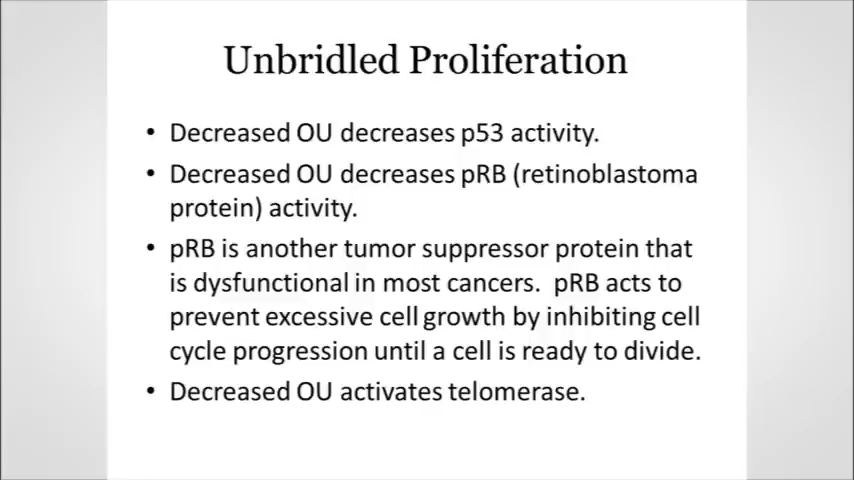 Unbridled Proliferation
• Decreased OU decreases p53 activity.
• Decreased OU decreases pRB (retinoblastoma
protein) activity.
• pRB is another tumor suppressor protein that
is dysfunctional in most cancers.  pRB acts to
prevent excessive cell growth by inhibiting cell
cycle progression until a cell is ready to divide.
• Decreased OU activates telomerase.